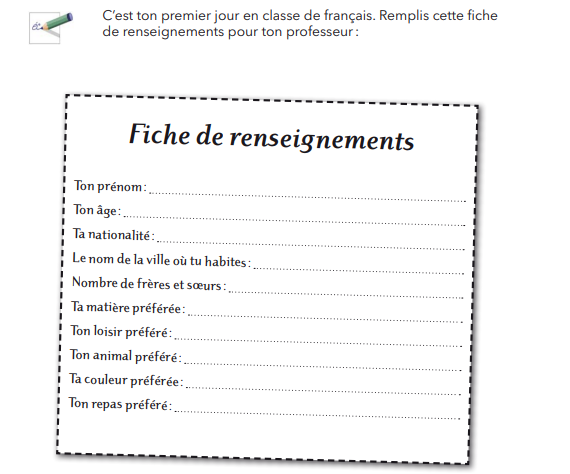 C'est ton premier jour en classe de français. Remplis cette fiche
de renseignements pour ton professeur :
Fiche de renseignements
Ton prénom :
Ton âge :
Ta nationalité :
Le nom de la ville où tu habites :
Nombre de frères et sœurs :
Ta matière préférée :
Ton loisir préféré :
Ton animal préféré :
Ta couleur préférée :
Ton repas préféré :